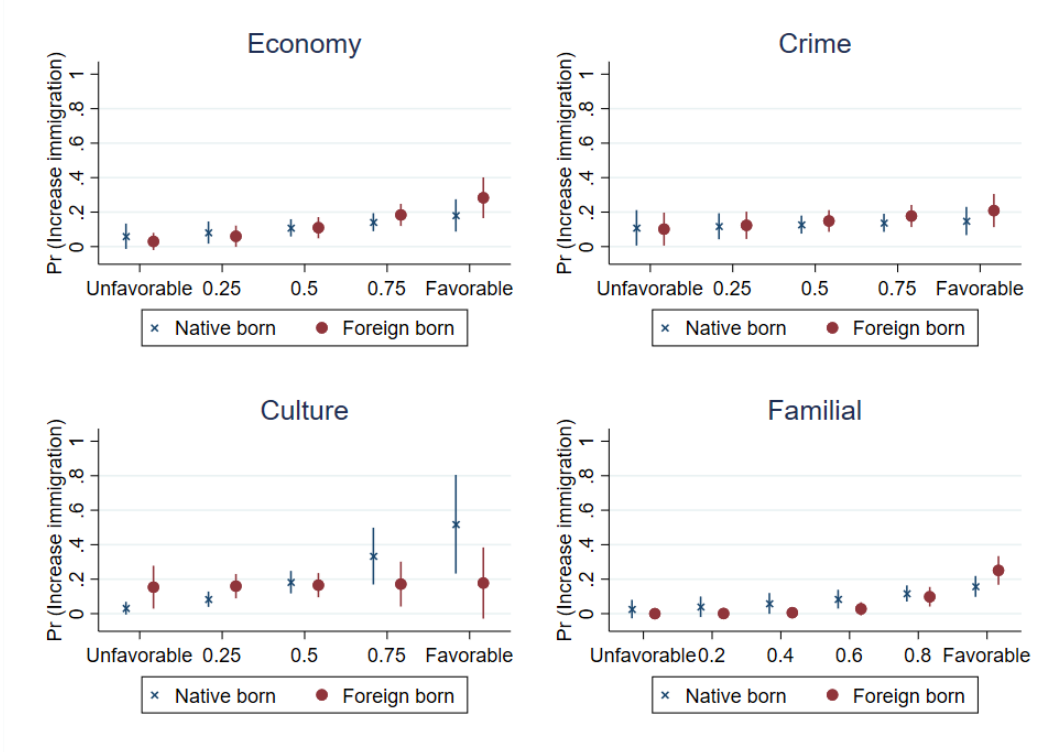 Economy
Pr (Increase immigration)
0 .2 .4 .6 .8 1
Unfavorable 0.25 0.5 0.75 Favorable
Native born Foreign born
Crime
Pr (Increase immigration)
0 .2 .4 .6 .8 1
Unfavorable 0.25 0.5 0.75 Favorable
Native born Foreign born
Culture
Pr (Increase immigration)
0 .2 .4 .6 .8 1
Unfavorable 0.25 0.5 0.75 Favorable
Native born Foreign born
Familial
Pr (Increase immigration)
0 .2 .4 .6 .8 1
Unfavorable 0.2 0.4 0.6 0.8 Favorable
Native born Foreign born